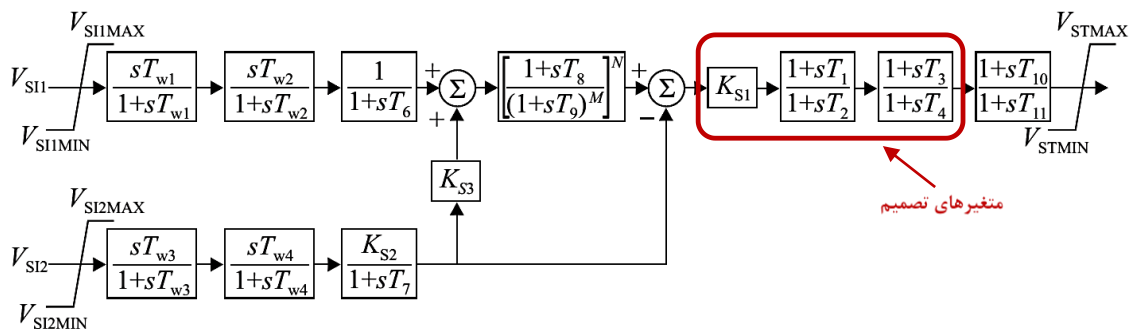 V_SI1MAX
V_SI1
V_SI1MIN
sT_w1
1+sT_w1
sT_w2
1+sT_w2
1
1+sT_6
+
Σ
+
[1+sT_8
(1+sT_9)^M]^N
+
Σ
−
K_S1
1+sT_1
1+sT_2
1+sT_3
1+sT_4
1+sT_10
1+sT_11
V_STMAX
V_STMIN
متغیرهای تصمیم
K_S3
V_SI2MAX
V_SI2
V_SI2MIN
sT_w3
1+sT_w3
sT_w4
1+sT_w4
K_S2
1+sT_7